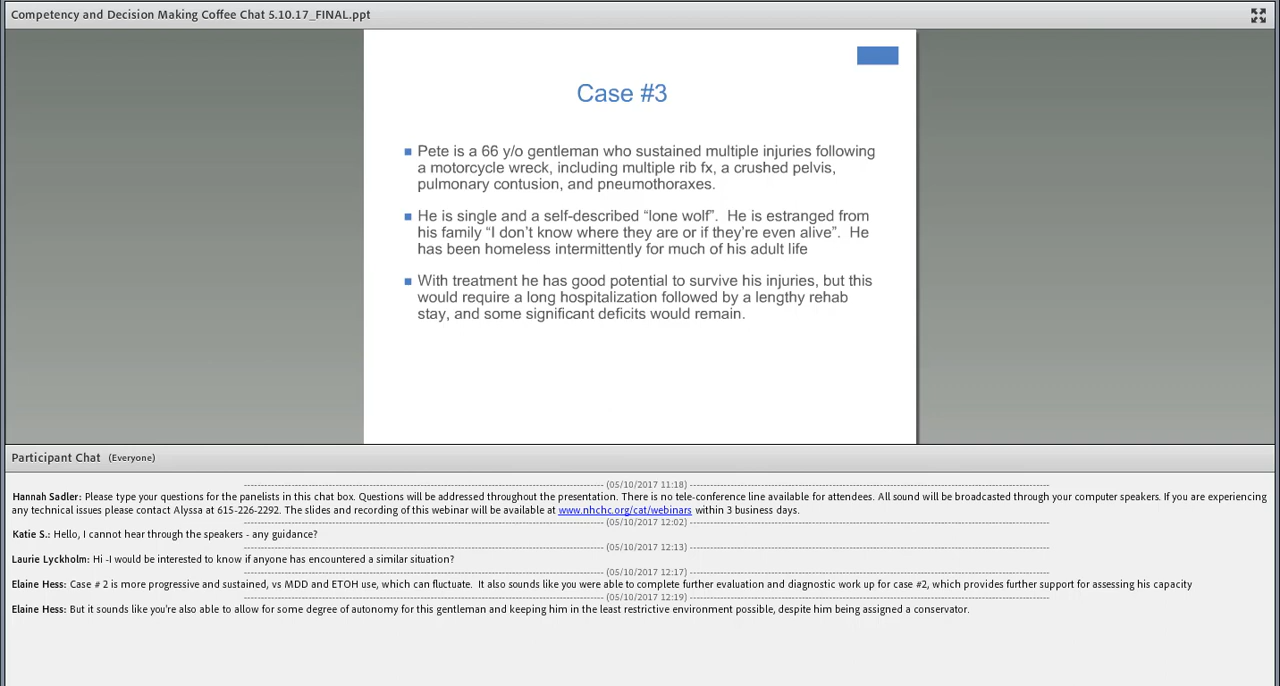 Competency and Decision Making Coffee Chat 5.10.17_FINAL.ppt
Case #3
Pete is a 66 y/o gentleman who sustained multiple injuries following
a motorcycle wreck, including multiple rib fx, a crushed pelvis,
pulmonary contusion, and pneumothoraxes.
He is single and a self-described “lone wolf”.  He is estranged from
his family “I don’t know where they are or if they’re even alive”.  He
has been homeless intermittently for much of his adult life
With treatment he has good potential to survive his injuries, but this
would require a long hospitalization followed by a lengthy rehab
stay, and some significant deficits would remain.
Participant Chat (Everyone)
(05/10/2017 11:18)
Hannah Sadler: Please type your questions for the panelists in this chat box. Questions will be addressed throughout the presentation. There is no tele-conference line available for attendees. All sound will be broadcasted through your computer speakers. If you are experiencing
any technical issues please contact Alyssa at 615-226-2292. The slides and recording of this webinar will be available at www.nhchc.org/cat/webinars within 3 business days.
(05/10/2017 12:02)
Katie S.: Hello, I cannot hear through the speakers - any guidance?
(05/10/2017 12:13)
Laurie Lyckholm: Hi -I would be interested to know if anyone has encountered a similar situation?
(05/10/2017 12:17)
Elaine Hess: Case # 2 is more progressive and sustained, vs MDD and ETOH use, which can fluctuate.  It also sounds like you were able to complete further evaluation and diagnostic work up for case #2, which provides further support for assessing his capacity
(05/10/2017 12:19)
Elaine Hess: But it sounds like you're also able to allow for some degree of autonomy for this gentleman and keeping him in the least restrictive environment possible, despite him being assigned a conservator.